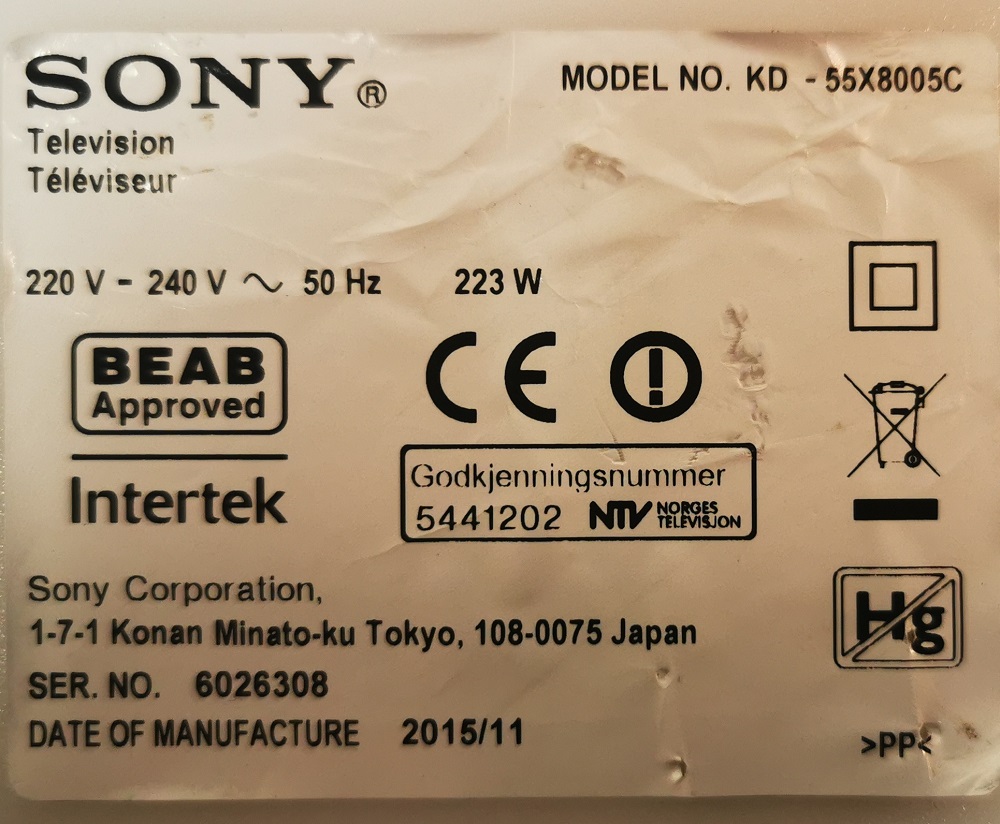 SONY®
MODEL NO. KD - 55X8005C
Television
Téléviseur
220 V - 240 V ~ 50 Hz 223 W
BEAB
Approved
Intertek
CE
Godkjenningsnummer
5441202 NTV NORGES
TELEVISJON
Hg
Sony Corporation,
1-7-1 Konan Minato-ku Tokyo, 108-0075 Japan
SER. NO. 6026308
DATE OF MANUFACTURE 2015/11
>PP<